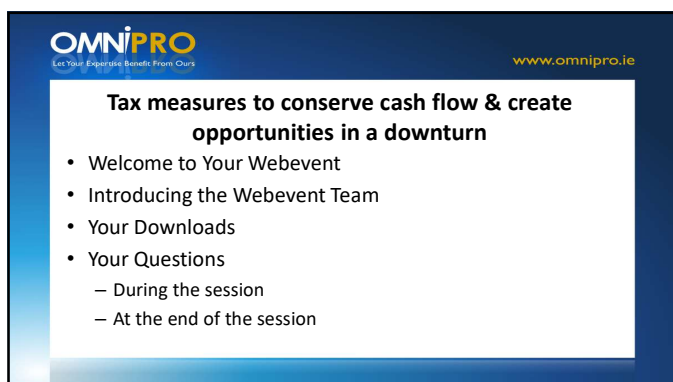 OMNIPRO
Let Your Expertise Benefit From Ours
www.omnipro.ie
Tax measures to conserve cash flow & create
opportunities in a downturn
• Welcome to Your Webevent
• Introducing the Webevent Team
• Your Downloads
• Your Questions
– During the session
– At the end of the session